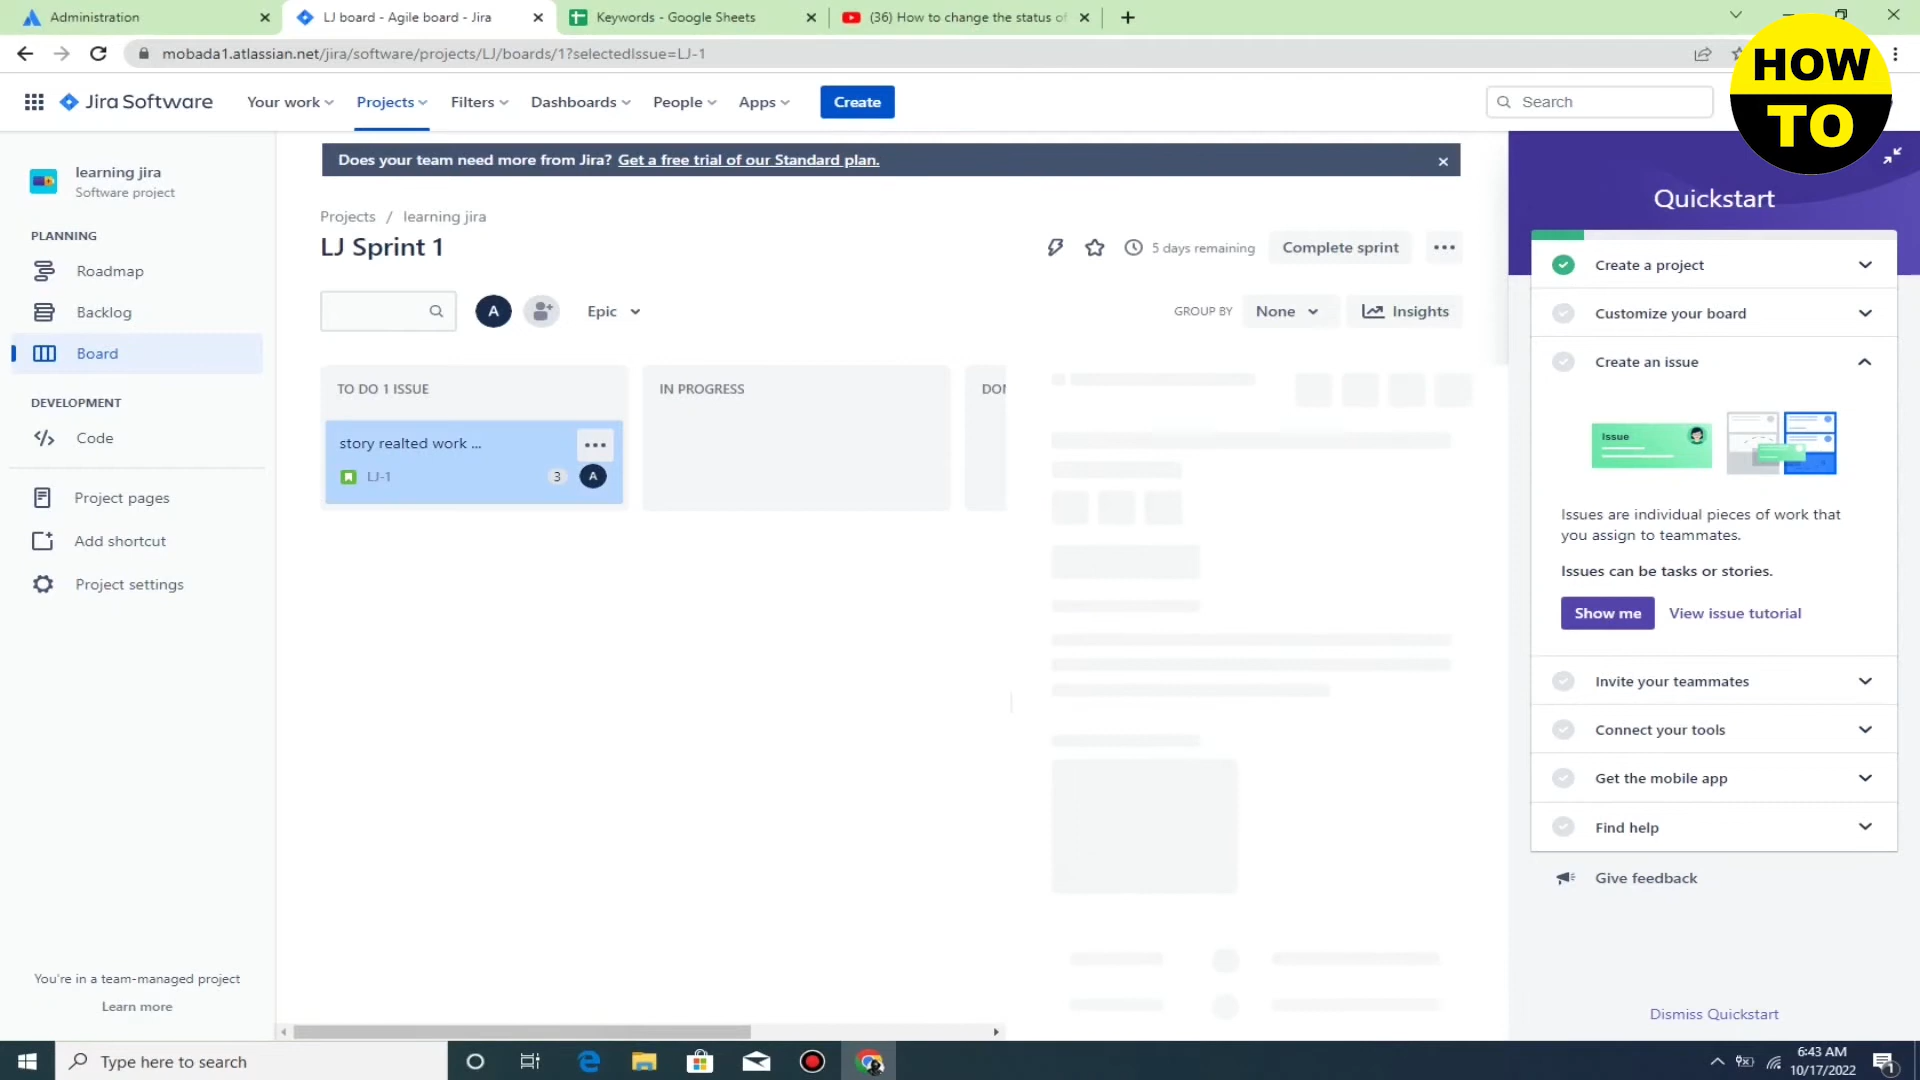 Administration
LJ board - Agile board - Jira
Keywords - Google Sheets
(36) How to change the status of
mobada1.atlassian.net/jira/software/projects/LJ/boards/1?selectedIssue=LJ-1
HOW
TO
Jira Software
Your work
Projects
Filters
Dashboards
People
Apps
Create
Search
learning jira
Software project
PLANNING
Roadmap
Backlog
Board
DEVELOPMENT
Code
Project pages
Add shortcut
Project settings
You're in a team-managed project
Learn more
Does your team need more from Jira? Get a free trial of our Standard plan.
Projects / learning jira
LJ Sprint 1
5 days remaining
Complete sprint
A
Epic
GROUP BY
None
Insights
TO DO 1 ISSUE
IN PROGRESS
story realted work ...
LJ-1
3
A
Quickstart
Create a project
Customize your board
Create an issue
Issue
Issues are individual pieces of work that
you assign to teammates.
Issues can be tasks or stories.
Show me
View issue tutorial
Invite your teammates
Connect your tools
Get the mobile app
Find help
Give feedback
Dismiss Quickstart
Type here to search
6:43 AM
10/17/2022
1